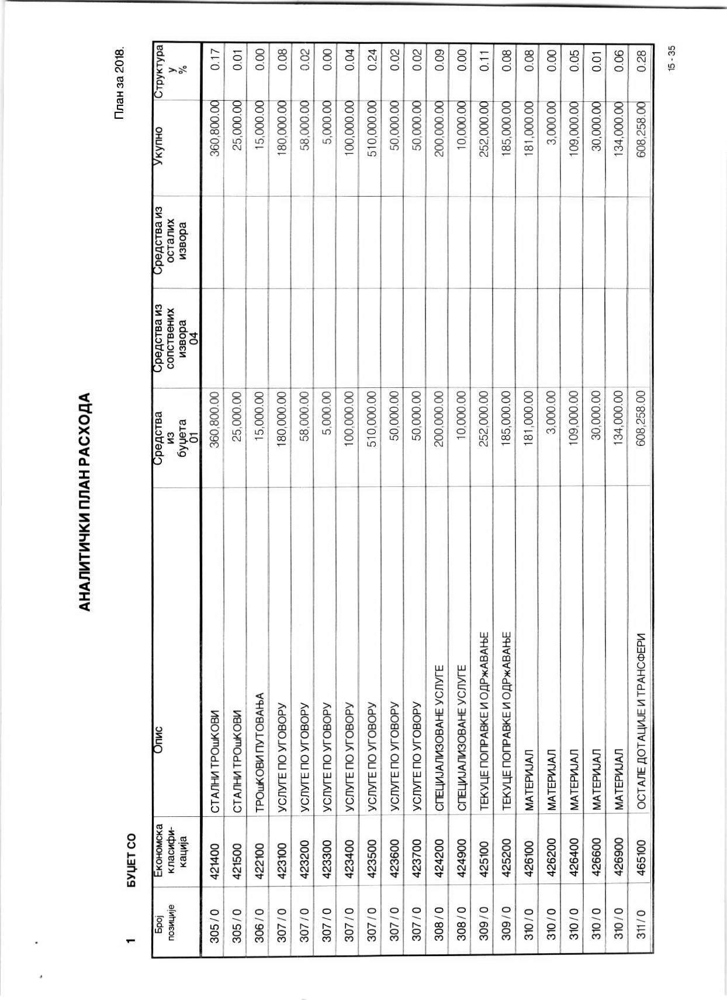 АНАЛИТИЧКИ ПЛАН РАСХОДА
План за 2018.
1 БУЏЕТ СО
Број позиције | Економска класифи-кација | Опис | Средства из буџета 01 | Средства из сопствених извора 04 | Средства из осталих извора | Укупно | Структура у %
305 / 0 421400 СТАЛНИ ТРОшКОВИ 360,800.00 360,800.00 0.17
305 / 0 421500 СТАЛНИ ТРОшКОВИ 25,000.00 25,000.00 0.01
306 / 0 422100 ТРОшКОВИ ПУТОВАЊА 15,000.00 15,000.00 0.00
307 / 0 423100 УСЛУГЕ ПО УГОВОРУ 180,000.00 180,000.00 0.08
307 / 0 423200 УСЛУГЕ ПО УГОВОРУ 58,000.00 58,000.00 0.02
307 / 0 423300 УСЛУГЕ ПО УГОВОРУ 5,000.00 5,000.00 0.00
307 / 0 423400 УСЛУГЕ ПО УГОВОРУ 100,000.00 100,000.00 0.04
307 / 0 423500 УСЛУГЕ ПО УГОВОРУ 510,000.00 510,000.00 0.24
307 / 0 423600 УСЛУГЕ ПО УГОВОРУ 50,000.00 50,000.00 0.02
307 / 0 423700 УСЛУГЕ ПО УГОВОРУ 50,000.00 50,000.00 0.02
308 / 0 424200 СПЕЦИЈАЛИЗОВАНЕ УСЛУГЕ 200,000.00 200,000.00 0.09
308 / 0 424900 СПЕЦИЈАЛИЗОВАНЕ УСЛУГЕ 10,000.00 10,000.00 0.00
309 / 0 425100 ТЕКУЦЕ ПОПРАВКЕ И ОДРжАВАЊЕ 252,000.00 252,000.00 0.11
309 / 0 425200 ТЕКУЦЕ ПОПРАВКЕ И ОДРжАВАЊЕ 185,000.00 185,000.00 0.08
310 / 0 426100 МАТЕРИЈАЛ 181,000.00 181,000.00 0.08
310 / 0 426200 МАТЕРИЈАЛ 3,000.00 3,000.00 0.00
310 / 0 426400 МАТЕРИЈАЛ 109,000.00 109,000.00 0.05
310 / 0 426600 МАТЕРИЈАЛ 30,000.00 30,000.00 0.01
310 / 0 426900 МАТЕРИЈАЛ 134,000.00 134,000.00 0.06
311 / 0 465100 ОСТАЛЕ ДОТАЦИЈЕ И ТРАНСФЕРИ 608,258.00 608,258.00 0.28
15 - 35